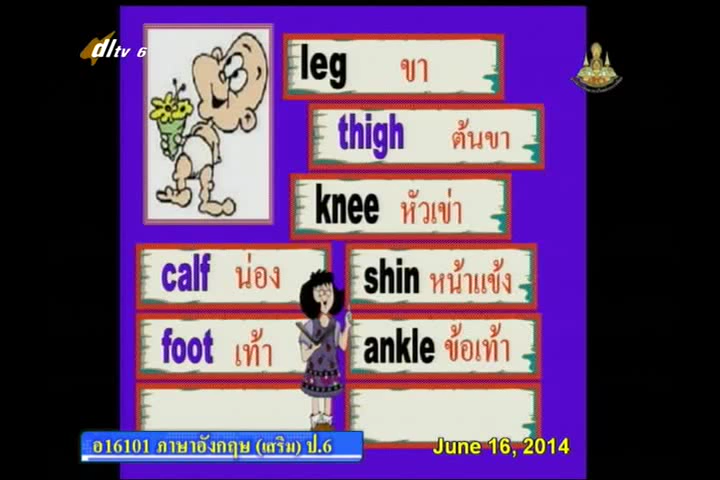 dltv 6
leg ขา
thigh ต้นขา
knee หัวเข่า
calf น่อง
shin หน้าแข้ง
foot เท้า
ankle ข้อเท้า
อ16101 ภาษาอังกฤษ (เสริม) ป.6
June 16, 2014